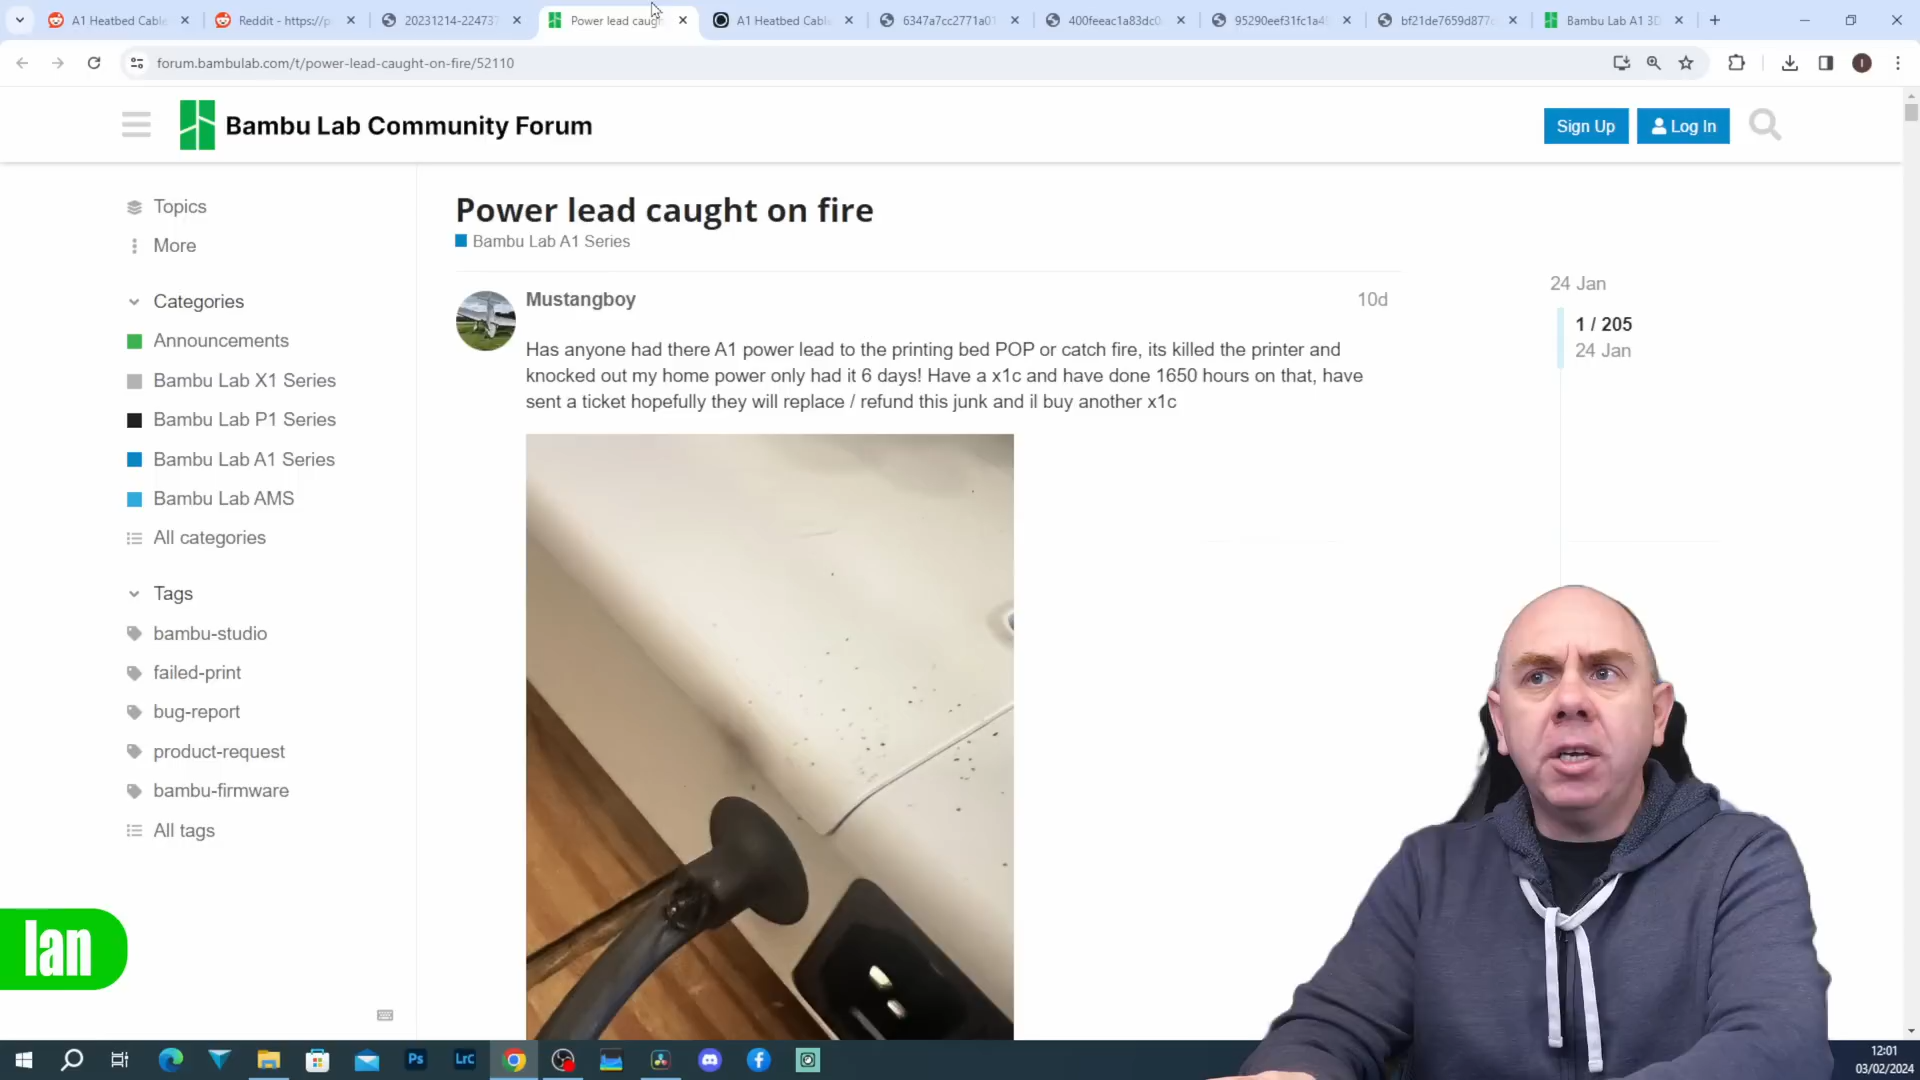 A1 Heatbed Cable
Reddit - https://p
20231214-22473
Power lead caug
A1 Heatbed Cabl
6347a7cc2771a01
400feeac1a83dc0
95290eef31fc1a4
bf21de7659d877
Bambu Lab A1 3D
forum.bambulab.com/t/power-lead-caught-on-fire/52110
I
Bambu Lab Community Forum
Sign Up
Log In
Topics
More
Categories
Announcements
Bambu Lab X1 Series
Bambu Lab P1 Series
Bambu Lab A1 Series
Bambu Lab AMS
All categories
Tags
bambu-studio
failed-print
bug-report
product-request
bambu-firmware
All tags
Power lead caught on fire
Bambu Lab A1 Series
Mustangboy
10d
Has anyone had there A1 power lead to the printing bed POP or catch fire, its killed the printer and
knocked out my home power only had it 6 days! Have a x1c and have done 1650 hours on that, have
sent a ticket hopefully they will replace / refund this junk and il buy another x1c
24 Jan
1 / 205
24 Jan
Ian
Ps
LrC
12:01
03/02/2024